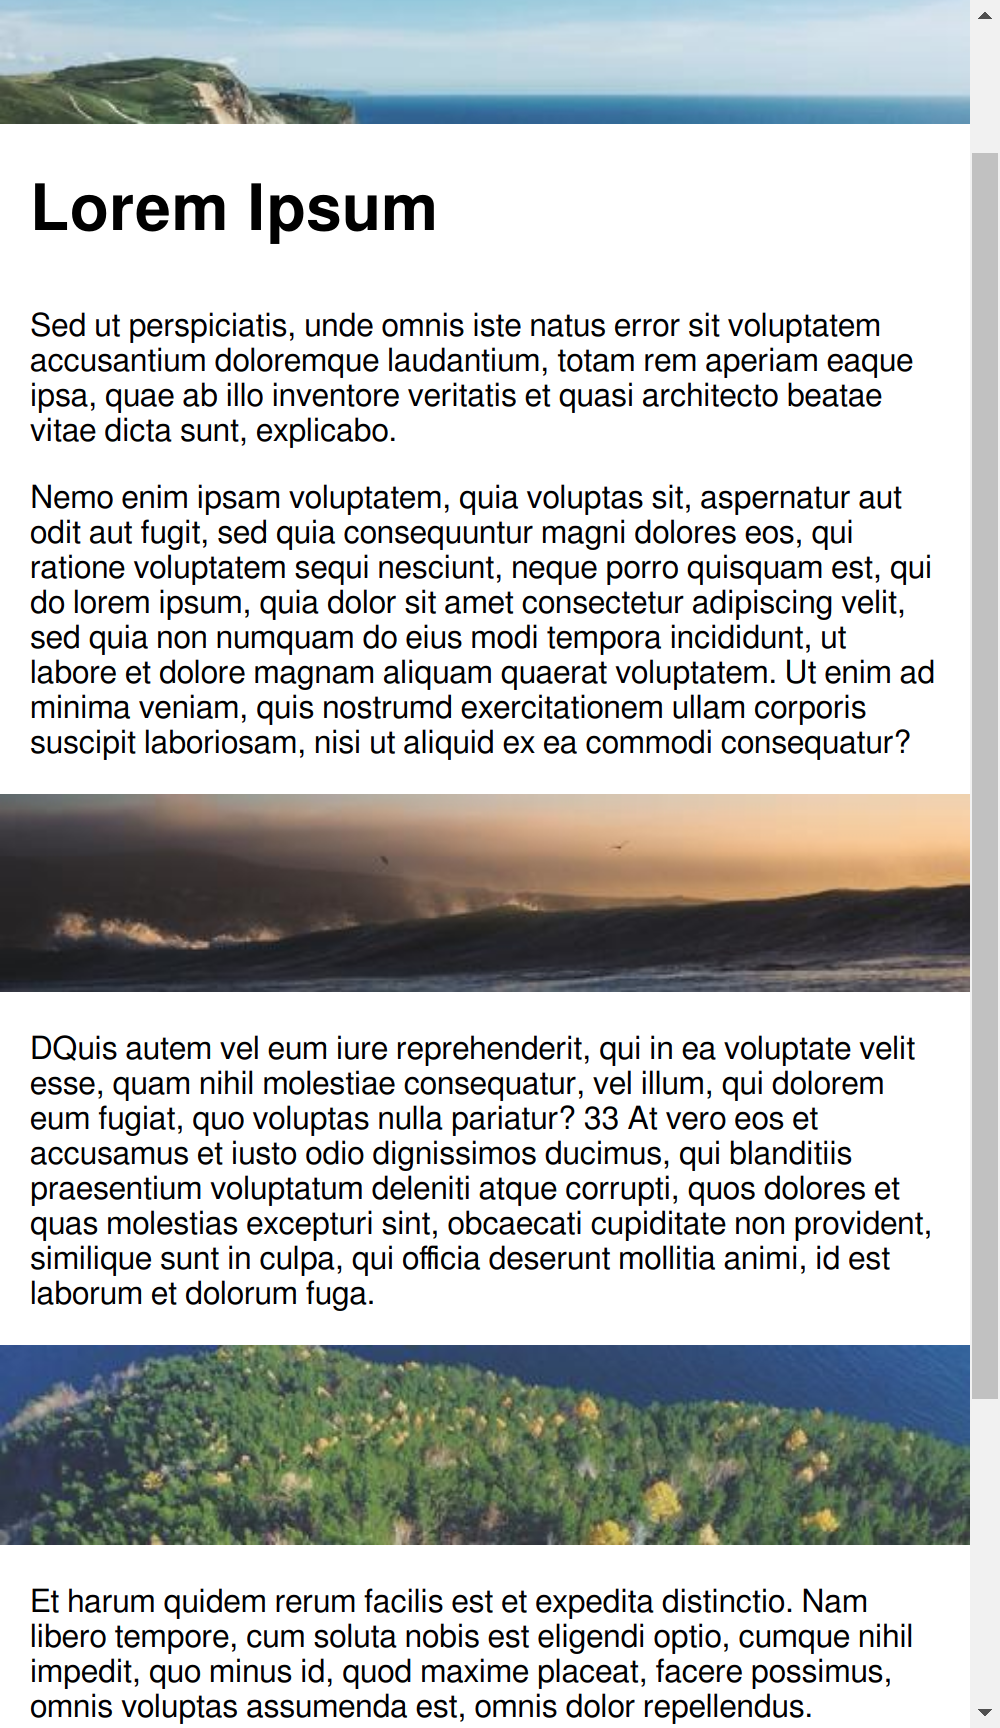 Lorem Ipsum
Sed ut perspiciatis, unde omnis iste natus error sit voluptatem
accusantium doloremque laudantium, totam rem aperiam eaque
ipsa, quae ab illo inventore veritatis et quasi architecto beatae
vitae dicta sunt, explicabo.
Nemo enim ipsam voluptatem, quia voluptas sit, aspernatur aut
odit aut fugit, sed quia consequuntur magni dolores eos, qui
ratione voluptatem sequi nesciunt, neque porro quisquam est, qui
do lorem ipsum, quia dolor sit amet consectetur adipiscing velit,
sed quia non numquam do eius modi tempora incididunt, ut
labore et dolore magnam aliquam quaerat voluptatem. Ut enim ad
minima veniam, quis nostrumd exercitationem ullam corporis
suscipit laboriosam, nisi ut aliquid ex ea commodi consequatur?
DQuis autem vel eum iure reprehenderit, qui in ea voluptate velit
esse, quam nihil molestiae consequatur, vel illum, qui dolorem
eum fugiat, quo voluptas nulla pariatur? 33 At vero eos et
accusamus et iusto odio dignissimos ducimus, qui blanditiis
praesentium voluptatum deleniti atque corrupti, quos dolores et
quas molestias excepturi sint, obcaecati cupiditate non provident,
similique sunt in culpa, qui officia deserunt mollitia animi, id est
laborum et dolorum fuga.
Et harum quidem rerum facilis est et expedita distinctio. Nam
libero tempore, cum soluta nobis est eligendi optio, cumque nihil
impedit, quo minus id, quod maxime placeat, facere possimus,
omnis voluptas assumenda est, omnis dolor repellendus.